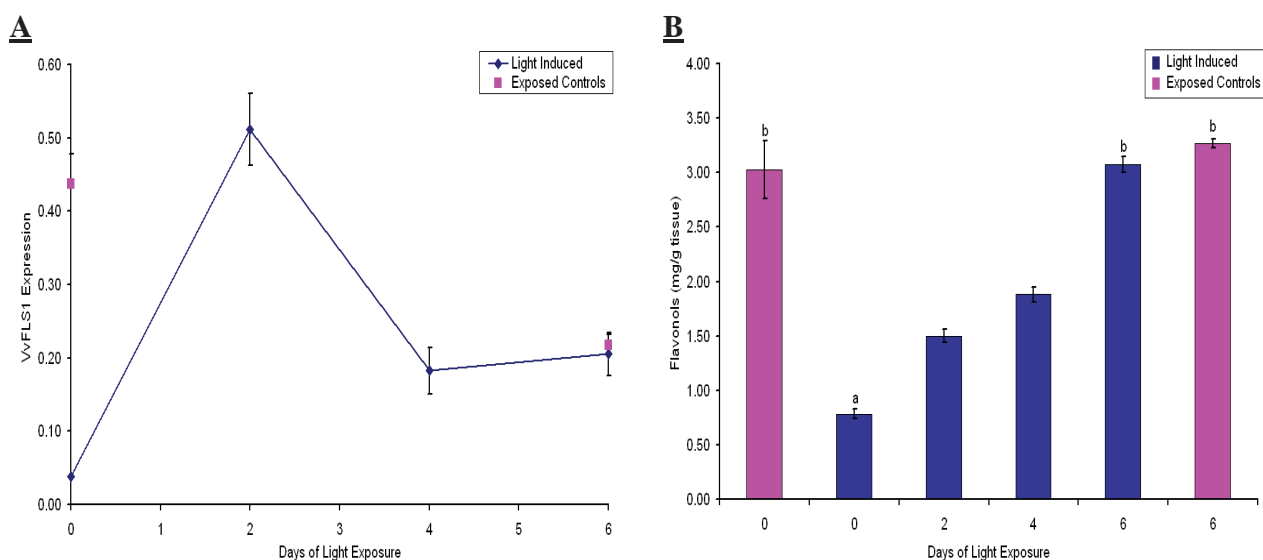 A
Light Induced
Exposed Controls
0.60
0.50
0.40
0.30
0.20
0.10
0.00
VvFLS1 Expression
0 1 2 3 4 5 6
Days of Light Exposure
B
Light Induced
Exposed Controls
4.00
3.50
3.00
2.50
2.00
1.50
1.00
0.50
0.00
Flavonols (mg/g tissue)
b
a
b
b
0 0 2 4 6 6
Days of Light Exposure